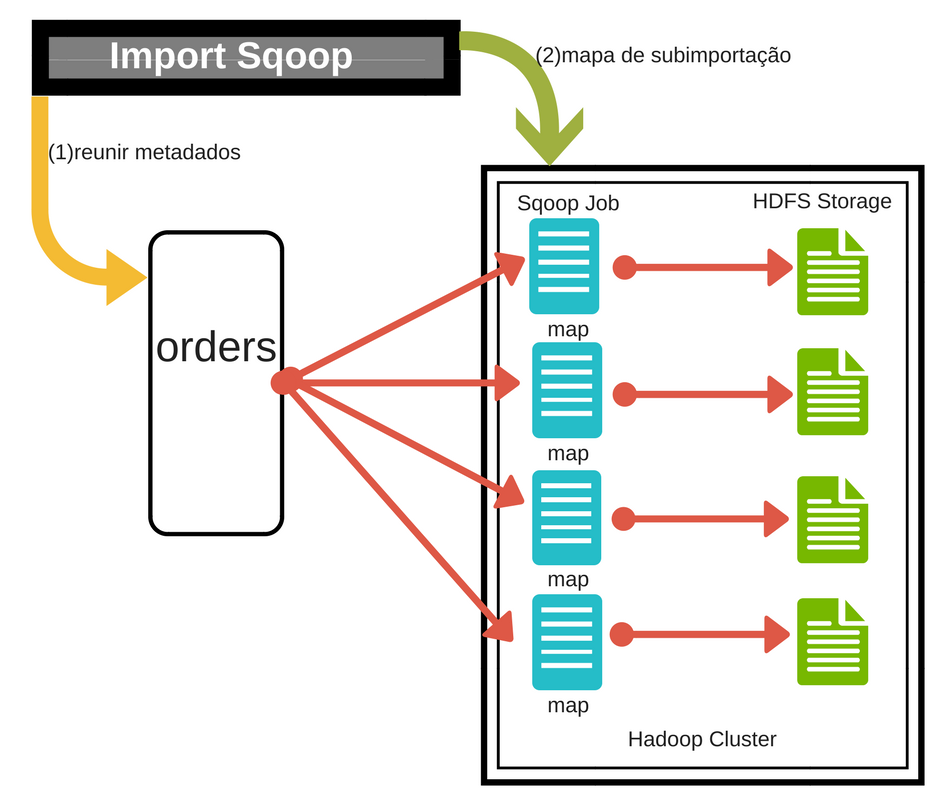 Import Sqoop
(2)mapa de subimportação
(1)reunir metadados
Sqoop Job
HDFS Storage
orders
map
map
map
map
Hadoop Cluster